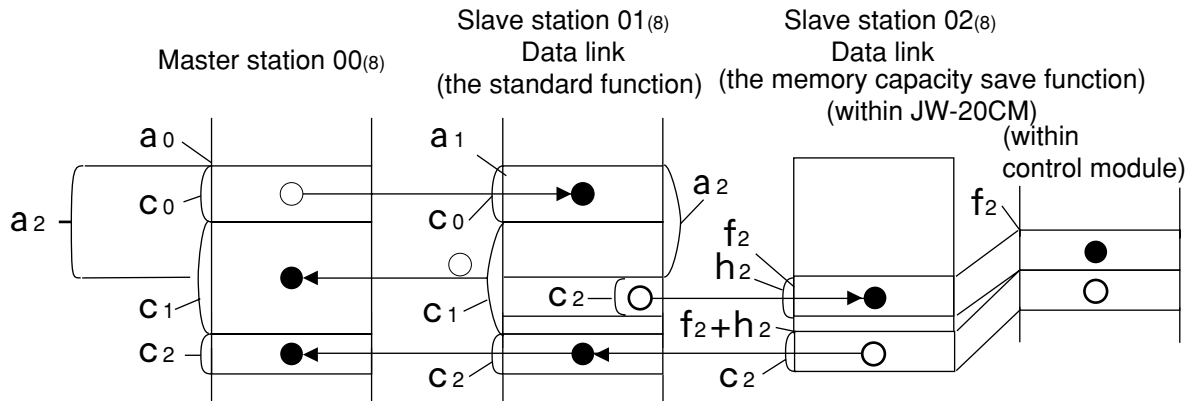 Slave station 01(8)
Data link
(the standard function)
Slave station 02(8)
Data link
(the memory capacity save function)
(within JW-20CM)
Master station 00(8)
(within
control module)
a0
a1
a2
a2
c0
c0
f2
f2
h2
c2
c1
c1
f2+h2
c2
c2
c2